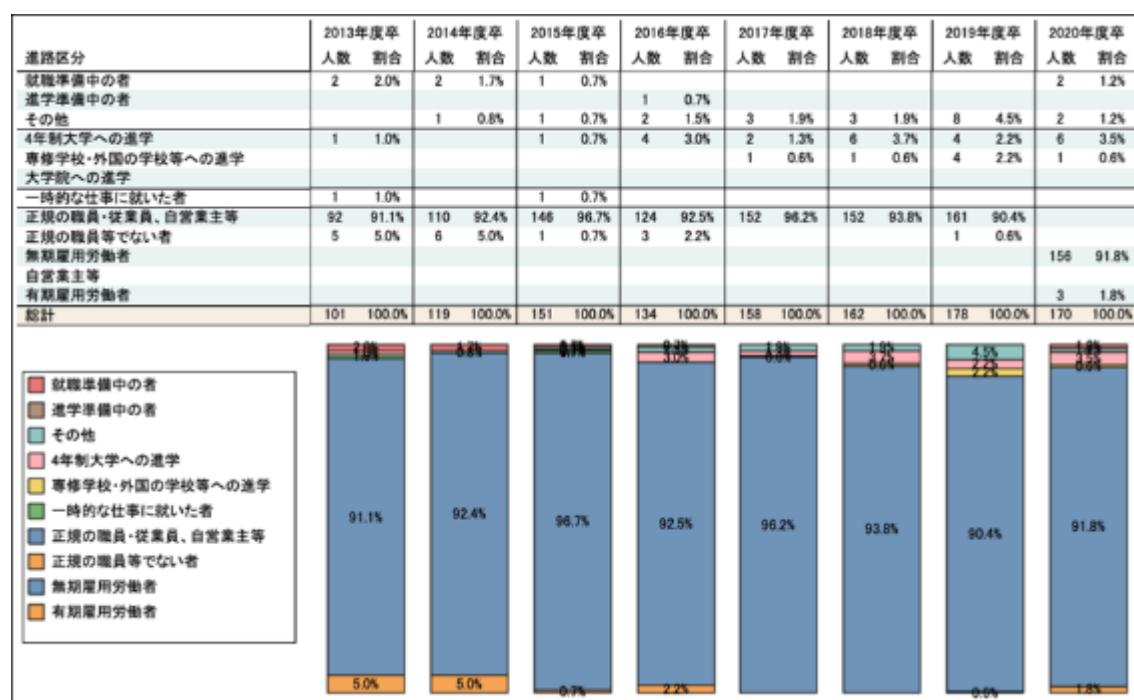 2013年度卒 2014年度卒 2015年度卒 2016年度卒 2017年度卒 2018年度卒 2019年度卒 2020年度卒
進路区分 人数 割合 人数 割合 人数 割合 人数 割合 人数 割合 人数 割合 人数 割合 人数 割合
就職準備中の者 2 2.0% 2 1.7% 1 0.7% 2 1.2%
進学準備中の者 1 0.7%
その他 1 0.8% 1 0.7% 2 1.5% 3 1.9% 3 1.9% 8 4.5% 2 1.2%
4年制大学への進学 1 1.0% 1 0.7% 4 3.0% 2 1.3% 6 3.7% 4 2.2% 6 3.5%
専修学校・外国の学校等への進学 1 0.6% 1 0.6% 4 2.2% 1 0.6%
大学院への進学
一時的な仕事に就いた者 1 1.0% 1 0.7%
正規の職員・従業員、自営業主等 92 91.1% 110 92.4% 146 96.7% 124 92.5% 152 96.2% 152 93.8% 161 90.4%
正規の職員等でない者 5 5.0% 6 5.0% 1 0.7% 3 2.2% 1 0.6%
無期雇用労働者 156 91.8%
自営業主等
有期雇用労働者 3 1.8%
総計 101 100.0% 119 100.0% 151 100.0% 134 100.0% 158 100.0% 162 100.0% 178 100.0% 170 100.0%
就職準備中の者
進学準備中の者
その他
4年制大学への進学
専修学校・外国の学校等への進学
一時的な仕事に就いた者
正規の職員・従業員、自営業主等
正規の職員等でない者
無期雇用労働者
有期雇用労働者
3.0% 1.9% 1.9% 4.5%
2.2%
2.2%
91.1% 92.4% 96.7% 92.5% 96.2% 93.8% 90.4% 91.8%
5.0% 5.0% 0.7% 2.2% 0.6% 1.8%